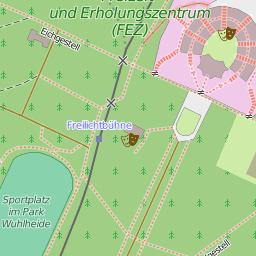 und Erholungszentrum
(FEZ)
Eichgestell
Freilichtbühne
Sportplatz
im Park
Wuhlheide